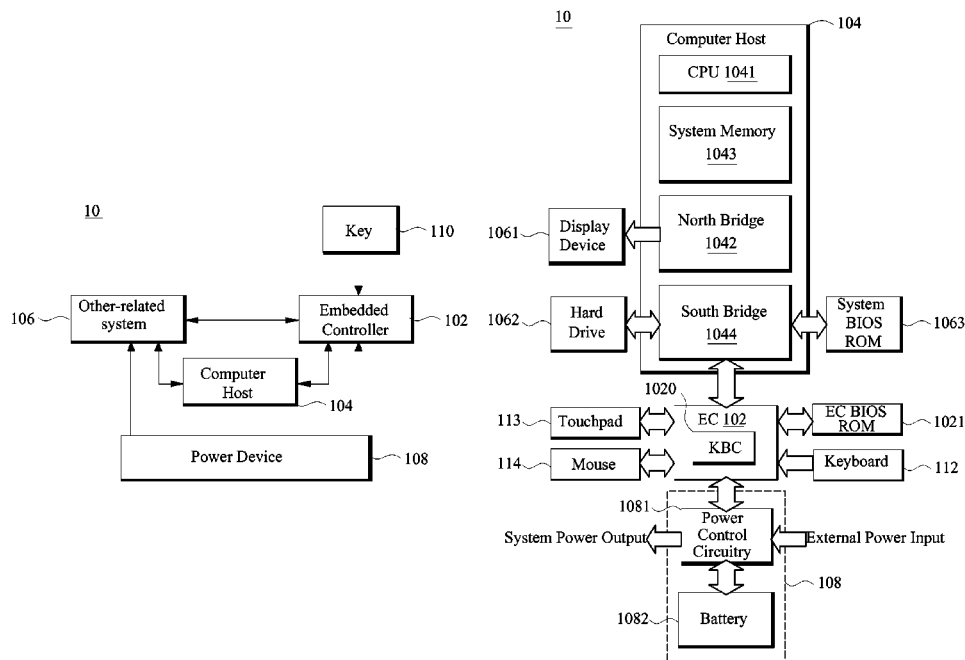 10
Key
110
106
Other-related
system
Embedded
Controller
102
Computer
Host
104
Power Device
108
10
104
Computer Host
CPU 1041
System Memory
1043
1061
Display
Device
North Bridge
1042
1062
Hard
Drive
South Bridge
1044
System
BIOS
ROM
1063
1020
113
Touchpad
EC 102
KBC
EC BIOS
ROM
1021
114
Mouse
Keyboard
112
1081
System Power Output
Power
Control
Circuitry
External Power Input
108
1082
Battery